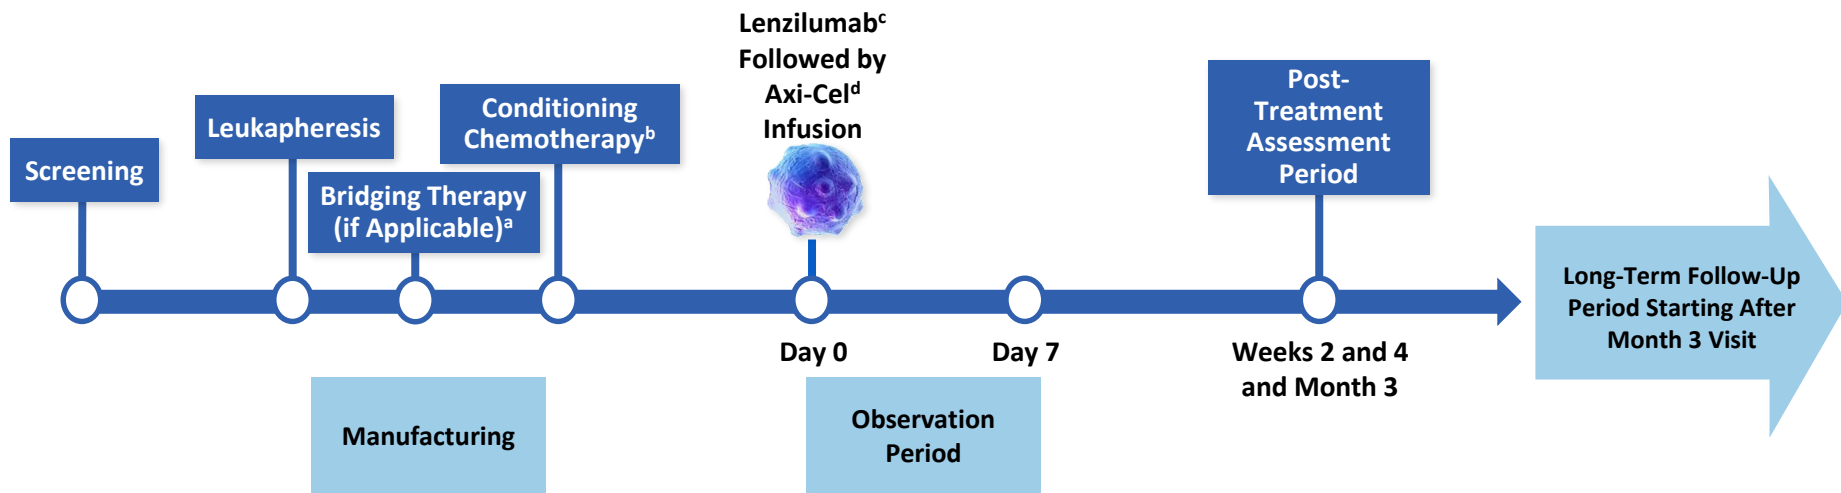 Screening
Leukapheresis
Bridging Therapy
(if Applicable)ᵃ
Conditioning
Chemotherapyᵇ
Lenzilumabᶜ
Followed by
Axi-Celᵈ
Infusion
Post-
Treatment
Assessment
Period
Day 0
Day 7
Weeks 2 and 4
and Month 3
Long-Term Follow-Up
Period Starting After
Month 3 Visit
Manufacturing
Observation
Period